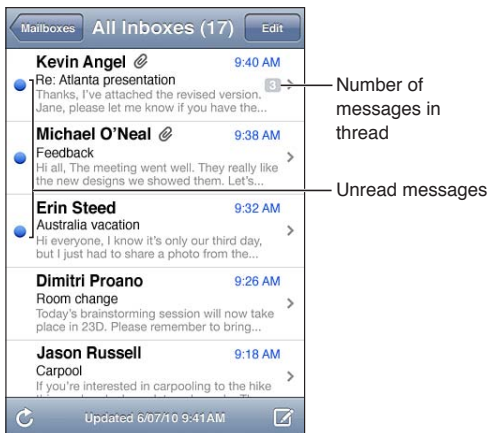 Mailboxes All Inboxes (17) Edit
Kevin Angel 9:40 AM
Re: Atlanta presentation
Thanks, I've attached the revised version. 3
Jane, please let me know if you have the...
Michael O'Neal 9:38 AM
Feedback
Hi all, The meeting went well. They really like
the new designs we showed them. Let's...
Erin Steed 9:32 AM
Australia vacation
Hi everyone, I know it's only our third day,
but I just had to share a photo from the...
Dimitri Proano 9:26 AM
Room change
Today's brainstorming session will now take
place in 23D. Please remember to bring...
Jason Russell 9:18 AM
Carpool
If you're interested in carpooling to the hike
Updated 6/07/10 9:41AM
Number of
messages in
thread
Unread messages